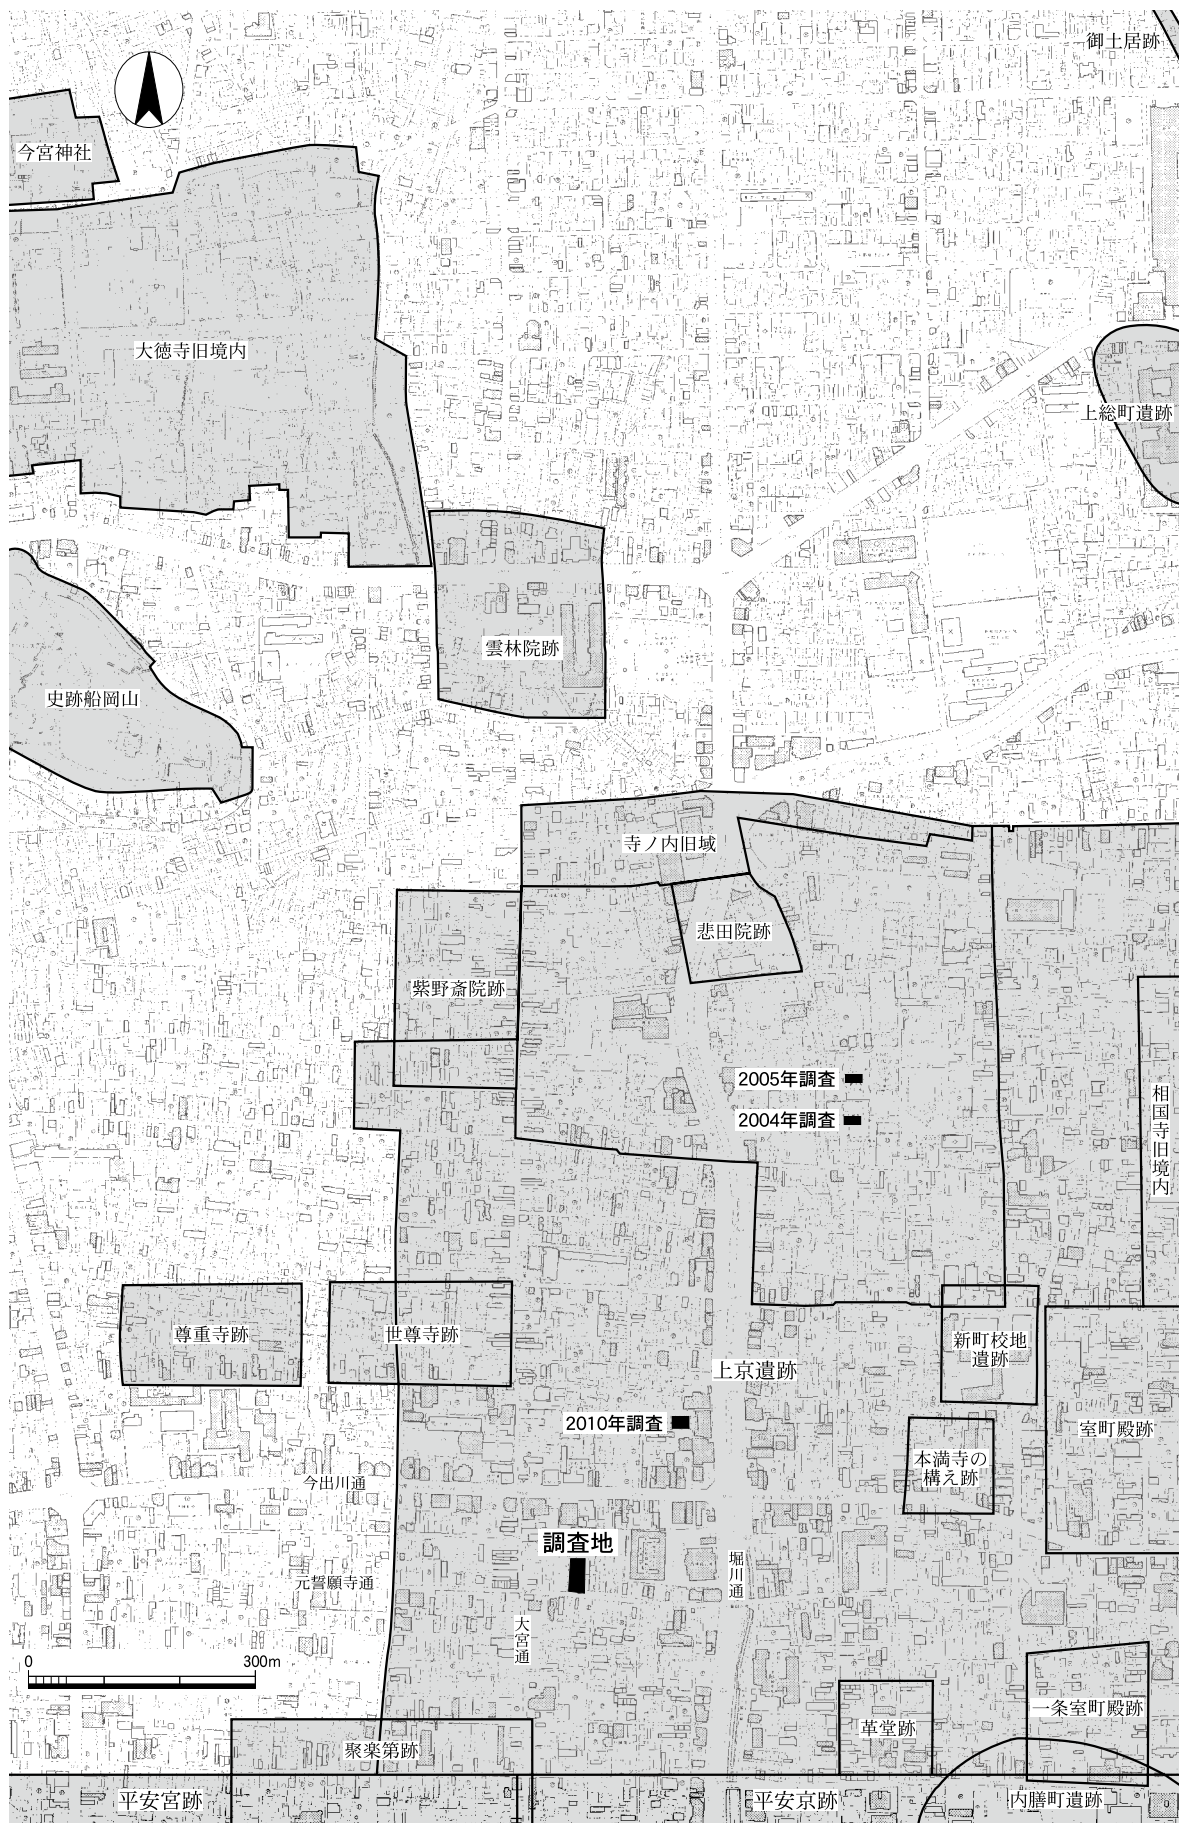 御土居跡
今宮神社
大徳寺旧境内
上総町遺跡
雲林院跡
史跡船岡山
寺ノ内旧域
悲田院跡
紫野斎院跡
2005年調査
2004年調査
相国寺旧境内
尊重寺跡
世尊寺跡
新町校地
遺跡
上京遺跡
2010年調査
室町殿跡
本満寺の
構え跡
今出川通
調査地
堀川通
元誓願寺通
大宮通
0 300m
一条室町殿跡
革堂跡
聚楽第跡
平安宮跡
平安京跡
内膳町遺跡